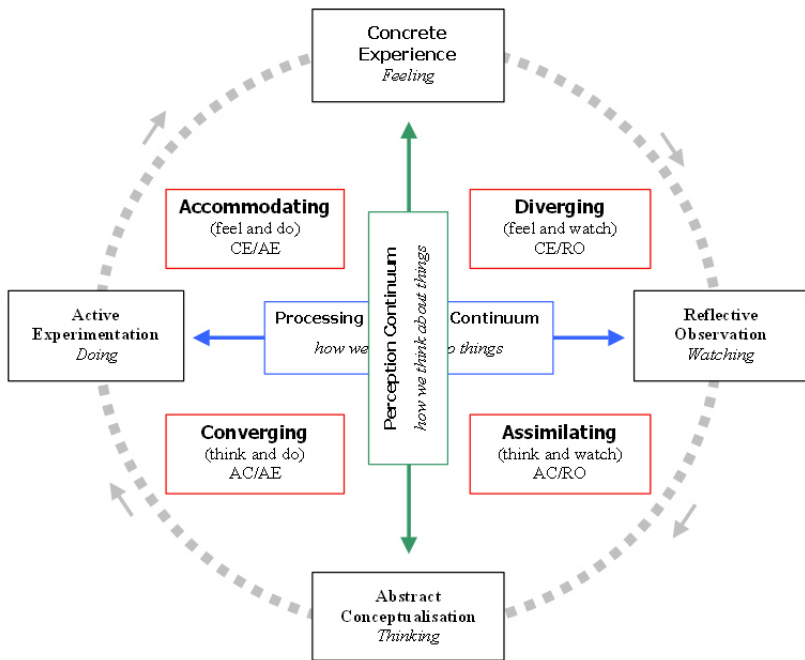 Concrete
Experience
Feeling
Accommodating
(feel and do)
CE/AE
Diverging
(feel and watch)
CE/RO
Active
Experimentation
Doing
Processing Continuum
how we o things
Perception Continuum
how we think about things
Reflective
Observation
Watching
Converging
(think and do)
AC/AE
Assimilating
(think and watch)
AC/RO
Abstract
Conceptualisation
Thinking